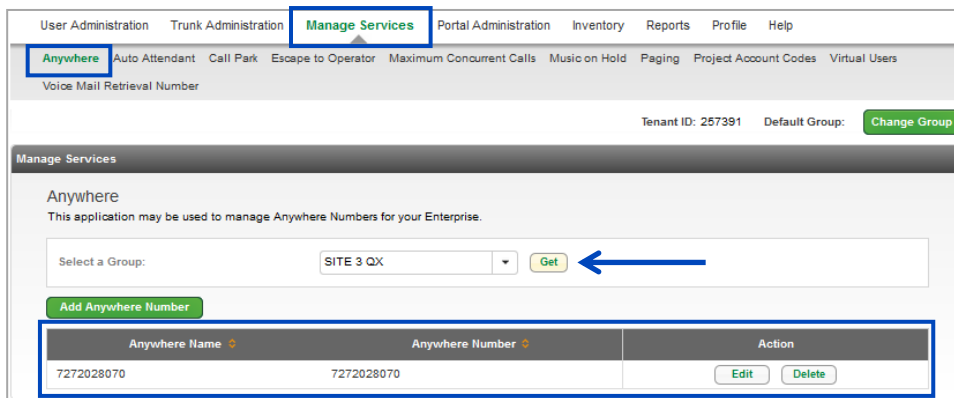 User Administration Trunk Administration Manage Services Portal Administration Inventory Reports Profile Help
Anywhere Auto Attendant Call Park Escape to Operator Maximum Concurrent Calls Music on Hold Paging Project Account Codes Virtual Users
Voice Mail Retrieval Number
Tenant ID: 257391 Default Group: Change Group
Manage Services
Anywhere
This application may be used to manage Anywhere Numbers for your Enterprise.
Select a Group: SITE 3 QX Get
Add Anywhere Number
Anywhere Name Anywhere Number Action
7272028070 7272028070 Edit Delete